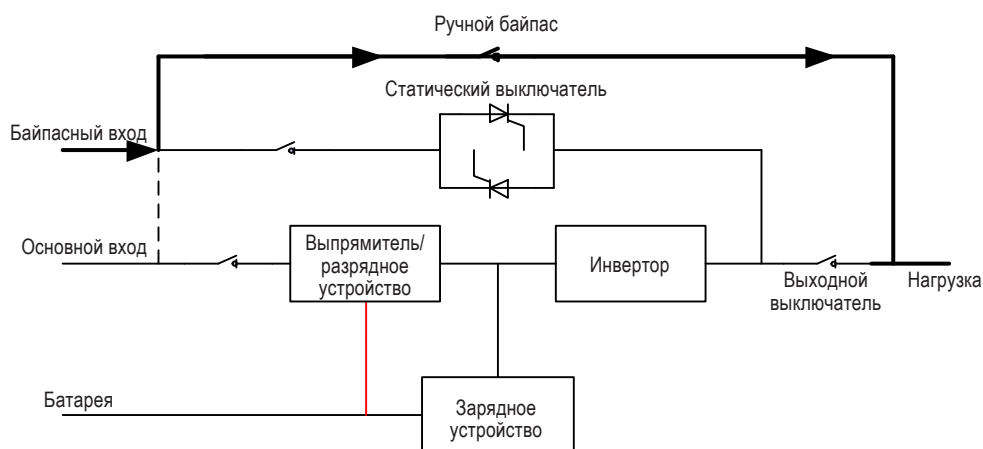 Ручной байпас
Статический выключатель
Байпасный вход
Основной вход
Выпрямитель/
разрядное
устройство
Инвертор
Выходной
выключатель
Нагрузка
Батарея
Зарядное
устройство